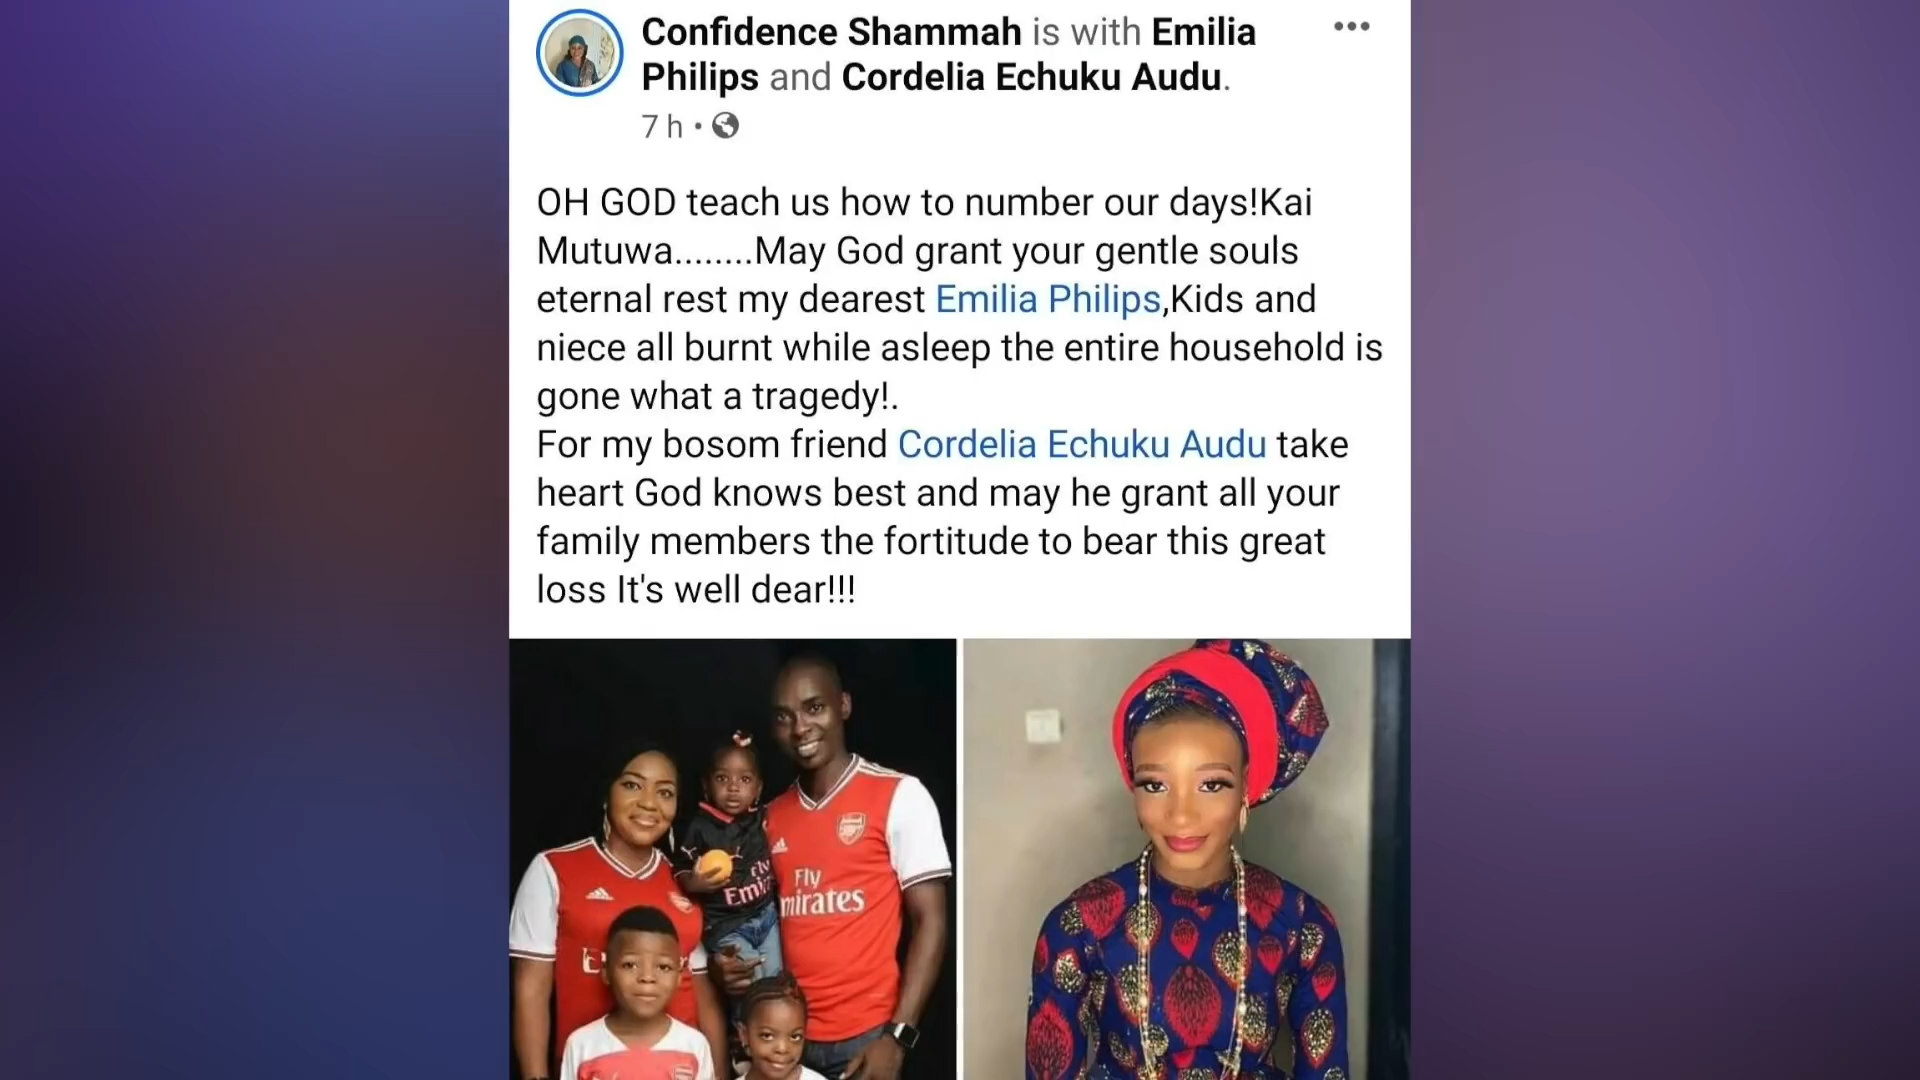 Confidence Shammah is with Emilia
Philips and Cordelia Echuku Audu.
7 h •
OH GOD teach us how to number our days!Kai
Mutuwa........May God grant your gentle souls
eternal rest my dearest Emilia Philips,Kids and
niece all burnt while asleep the entire household is
gone what a tragedy!.
For my bosom friend Cordelia Echuku Audu take
heart God knows best and may he grant all your
family members the fortitude to bear this great
loss It's well dear!!!
Fly
mirates